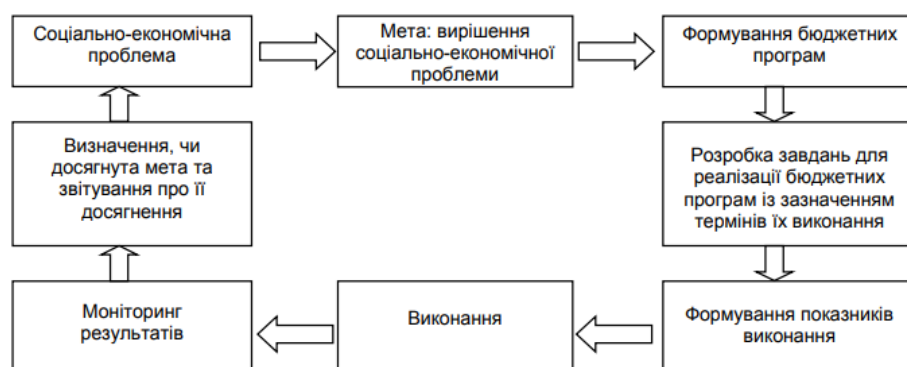 Соціально-економічна
проблема
Мета: вирішення
соціально-економічної
проблеми
Формування бюджетних
програм
Розробка завдань для
реалізації бюджетних
програм із зазначенням
термінів їх виконання
Формування показників
виконання
Виконання
Моніторинг
результатів
Визначення, чи
досягнута мета та
звітування про її
досягнення